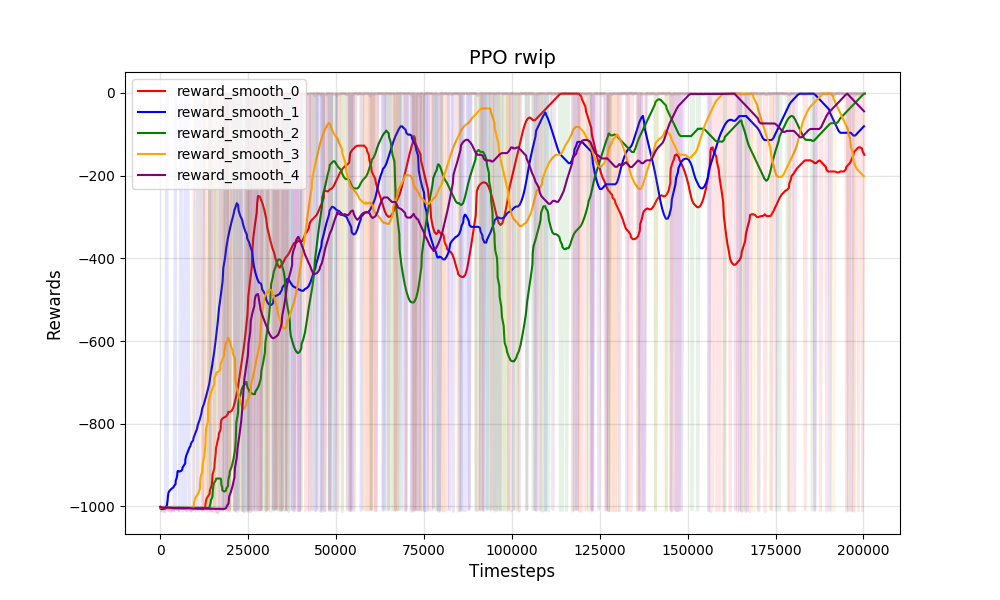 PPO rwip
reward_smooth_0
reward_smooth_1
reward_smooth_2
reward_smooth_3
reward_smooth_4
Rewards
0
−200
−400
−600
−800
−1000
0 25000 50000 75000 100000 125000 150000 175000 200000
Timesteps